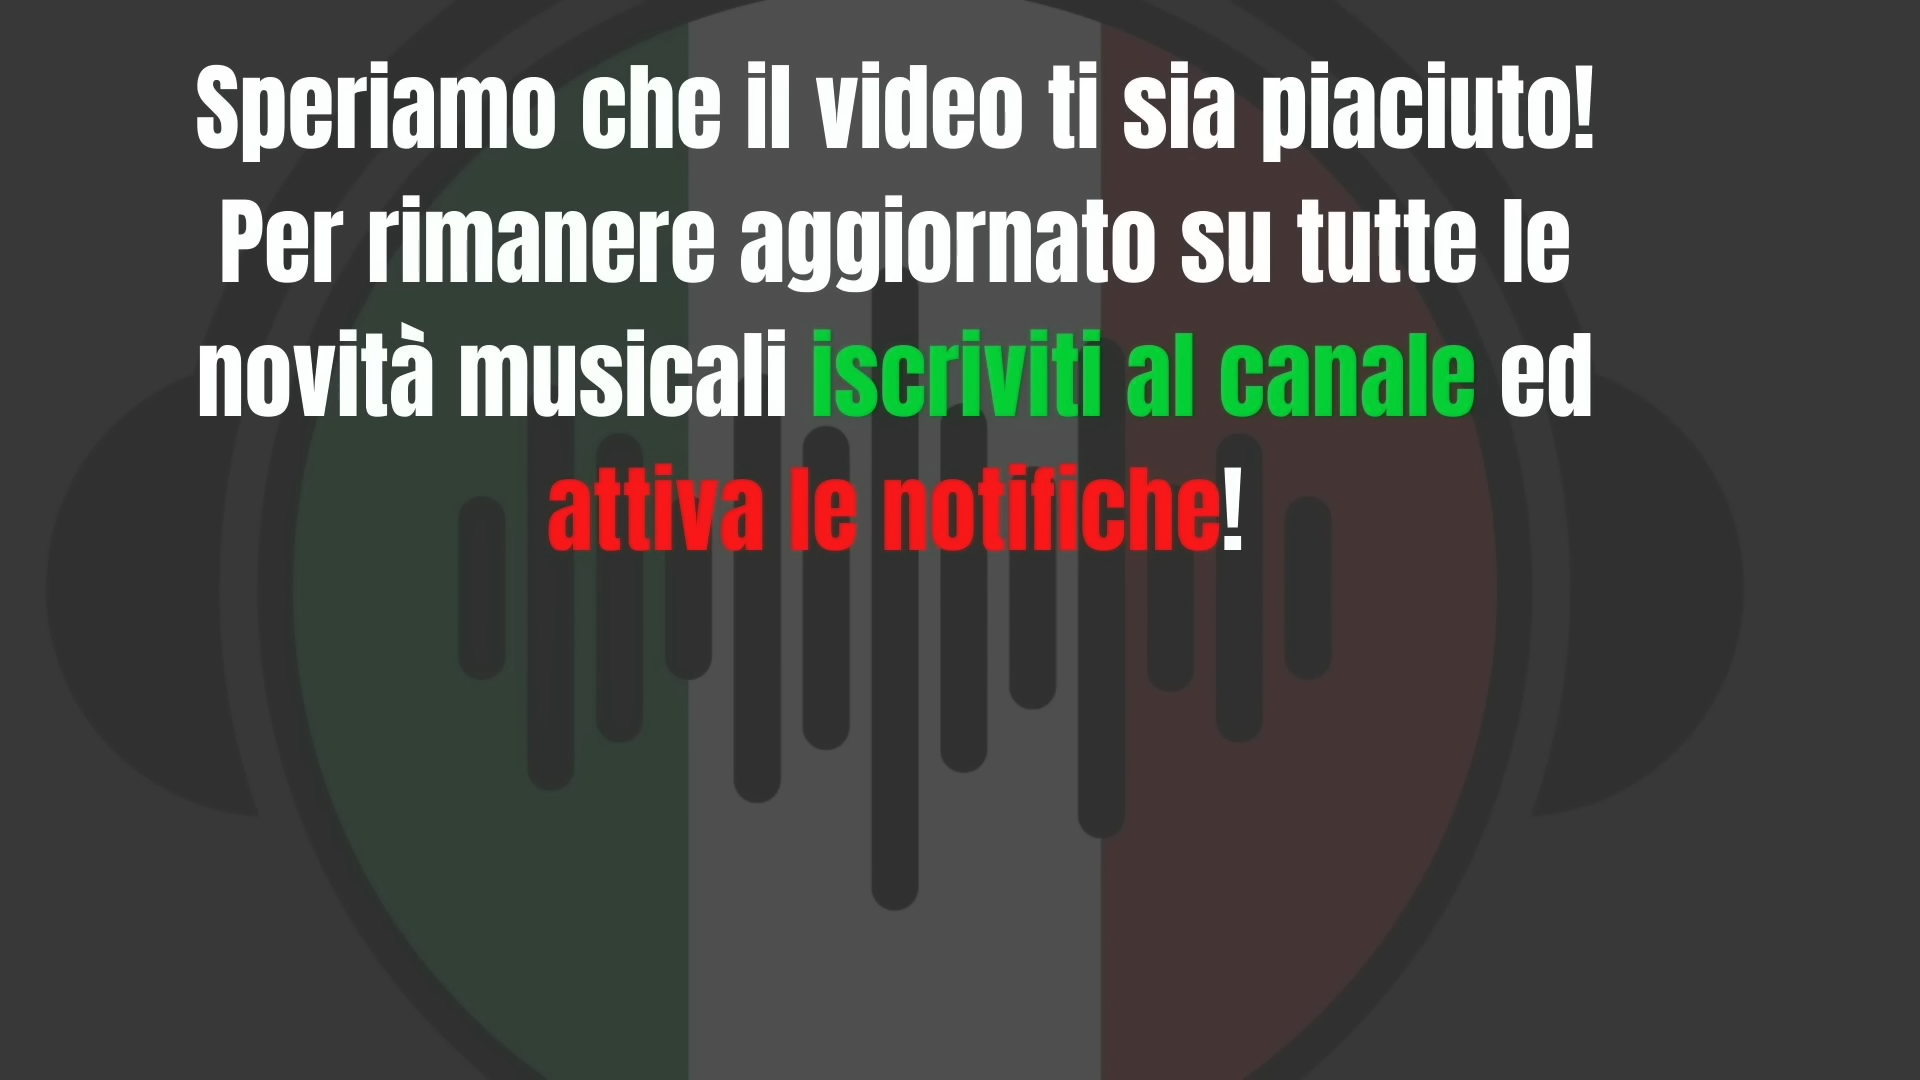 Speriamo che il video ti sia piaciuto!
Per rimanere aggiornato su tutte le
novità musicali iscriviti al canale ed
attiva le notifiche!